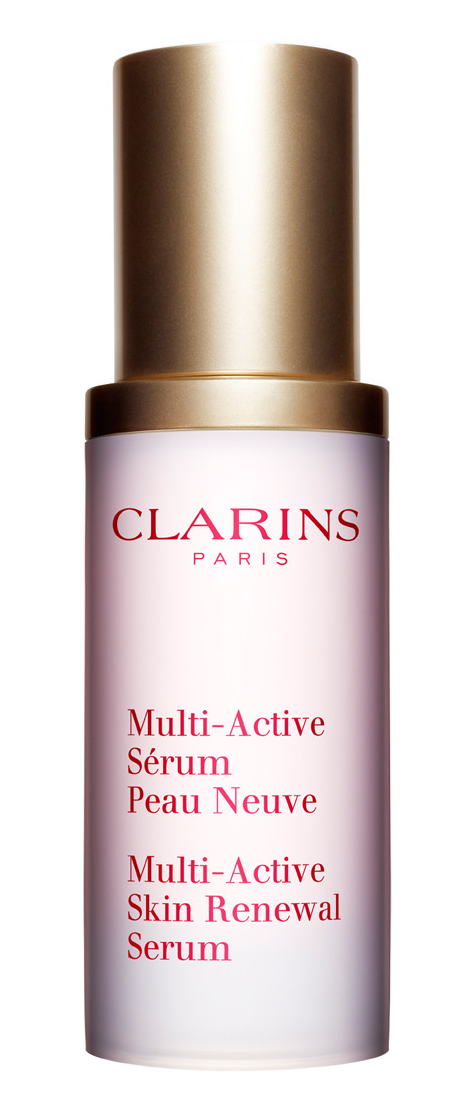 CLARINS
PARIS
Multi-Active
Sérum
Peau Neuve
Multi-Active
Skin Renewal
Serum